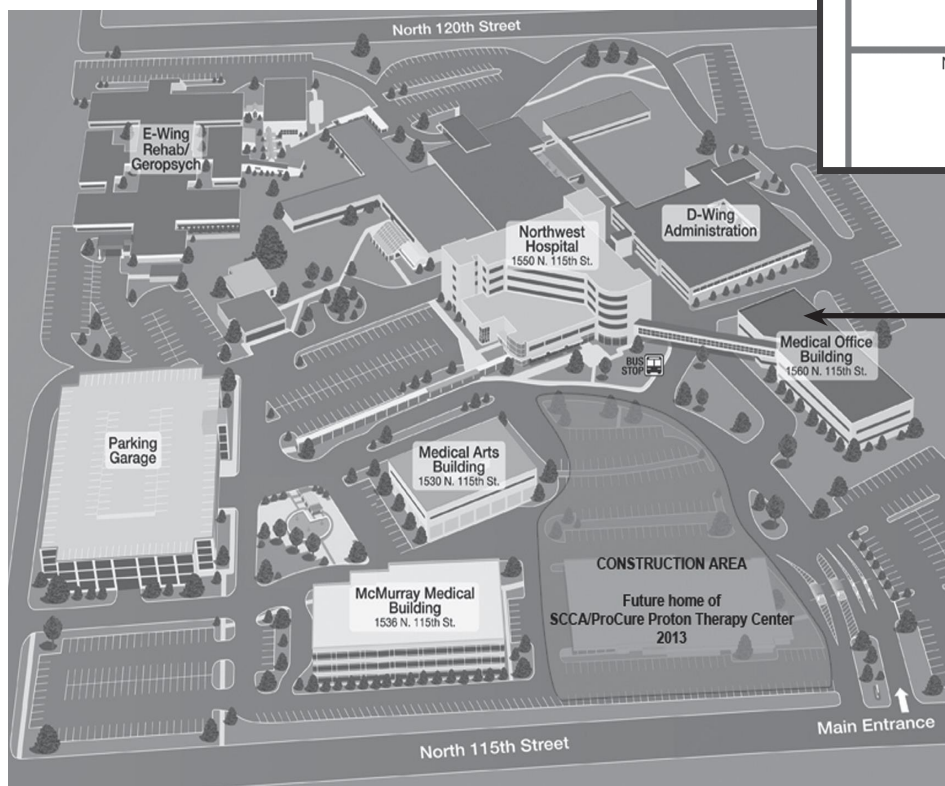 North 120th Street
E-Wing
Rehab/
Geropsych
Northwest
Hospital
1550 N. 115th St.
D-Wing
Administration
Medical Office
Building
1560 N. 115th St.
BUS
STOP
Parking
Garage
Medical Arts
Building
1530 N. 115th St.
CONSTRUCTION AREA
Future home of
SCCA/ProCure Proton Therapy Center
2013
McMurray Medical
Building
1536 N. 115th St.
Main Entrance
North 115th Street